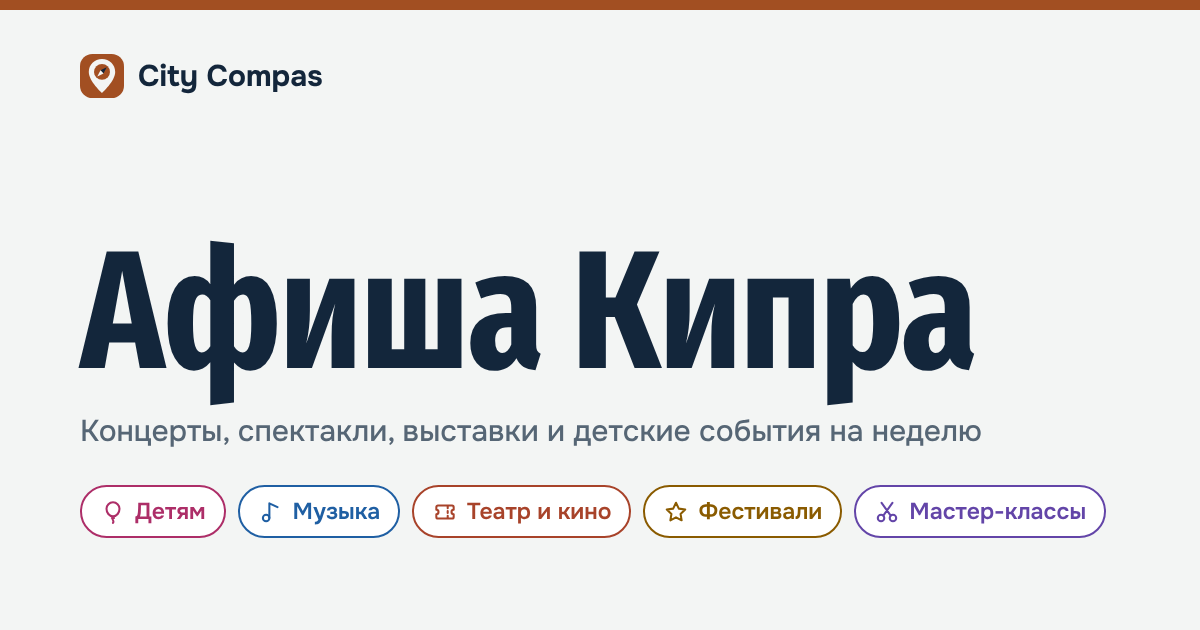 City Compas
Афиша Кипра
Концерты, спектакли, выставки и детские события на неделю
Детям Музыка Театр и кино Фестивали Мастер-классы